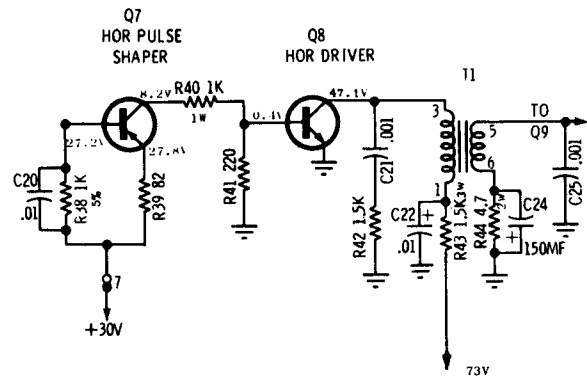 Q7
HOR PULSE
SHAPER
Q8
HOR DRIVER
T1
8.2V
R40 1K
1W
47.1V
0.4V
27.2V
27.8V
3
5
TO
Q9
C20
.01
R38 1K
5%
R39 82
R41 220
C21
.001
R42 1.5K
1
6
C22
.01
+
R43 1.5K
3W
R44 4.7
2W
C24
+
150MF
C25
.001
7
+30V
73V